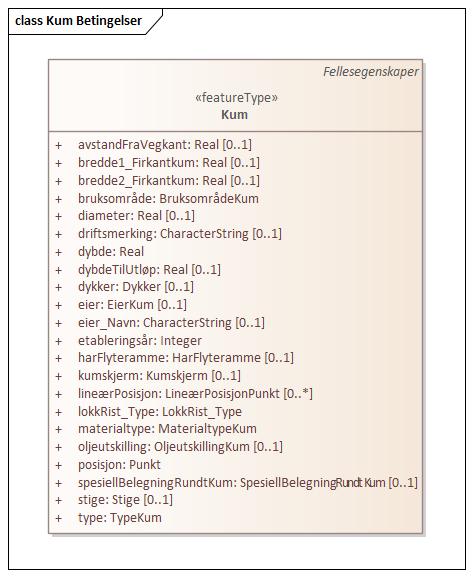 class Kum Betingelser
Fellesegenskaper
«featureType»
Kum
+ avstandFraVegkant: Real [0..1]
+ bredde1_Firkantkum: Real [0..1]
+ bredde2_Firkantkum: Real [0..1]
+ bruksområde: BruksområdeKum
+ diameter: Real [0..1]
+ driftsmerking: CharacterString [0..1]
+ dybde: Real
+ dybdeTilUtløp: Real [0..1]
+ dykker: Dykker [0..1]
+ eier: EierKum [0..1]
+ eier_Navn: CharacterString [0..1]
+ etableringsår: Integer
+ harFlyteramme: HarFlyteramme [0..1]
+ kumskjerm: Kumskjerm [0..1]
+ lineærPosisjon: LineærPosisjonPunkt [0..*]
+ lokkRist_Type: LokkRist_Type
+ materialtype: MaterialtypeKum
+ oljeutskilling: OljeutskillingKum [0..1]
+ posisjon: Punkt
+ spesiellBelegningRundtKum: SpesiellBelegningRundtKum [0..1]
+ stige: Stige [0..1]
+ type: TypeKum